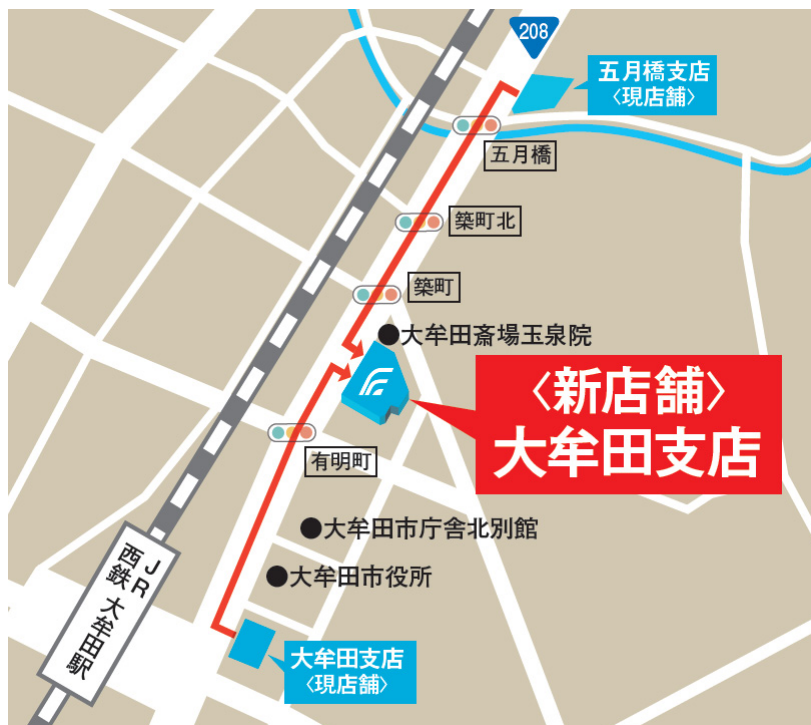 208
五月橋支店
〈現店舗〉
五月橋
築町北
築町
大牟田斎場玉泉院
〈新店舗〉
大牟田支店
有明町
大牟田市庁舎北別館
大牟田市役所
JR
西鉄 大牟田駅
大牟田支店
〈現店舗〉